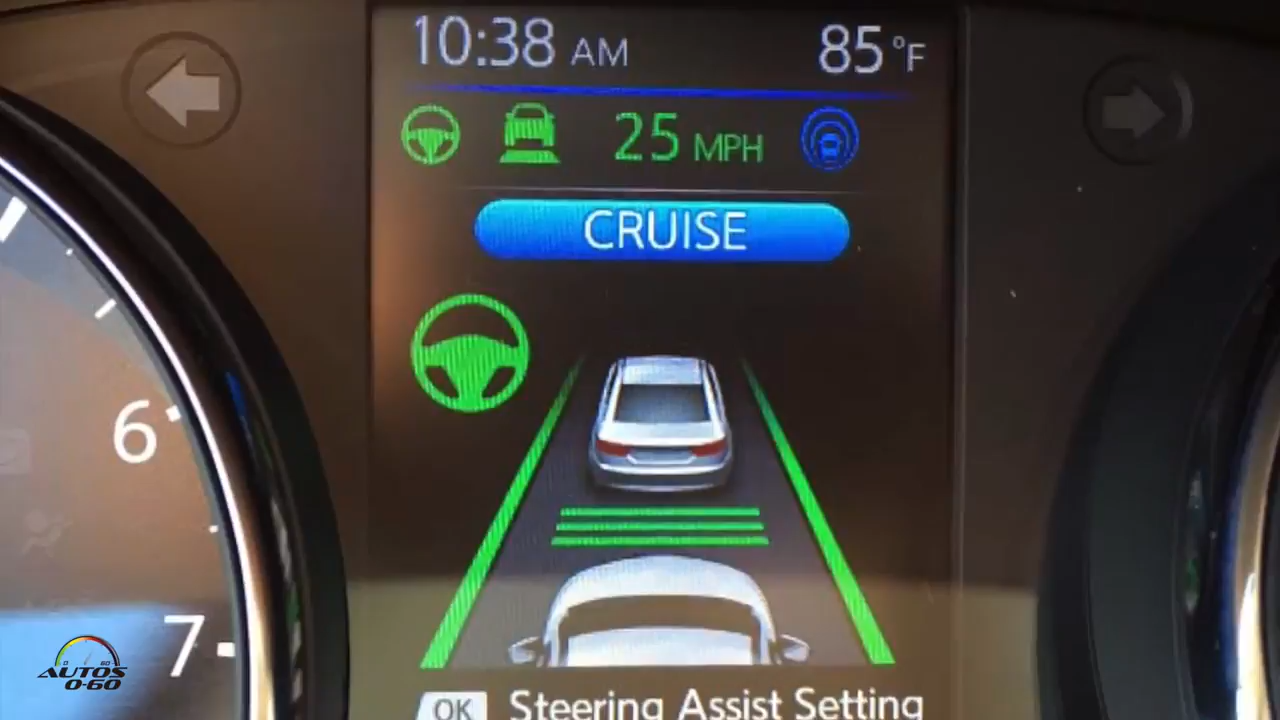 10:38 AM 85°F
25 MPH
CRUISE
6
7
AUTOS
0-60
OK Steering Assist Setting